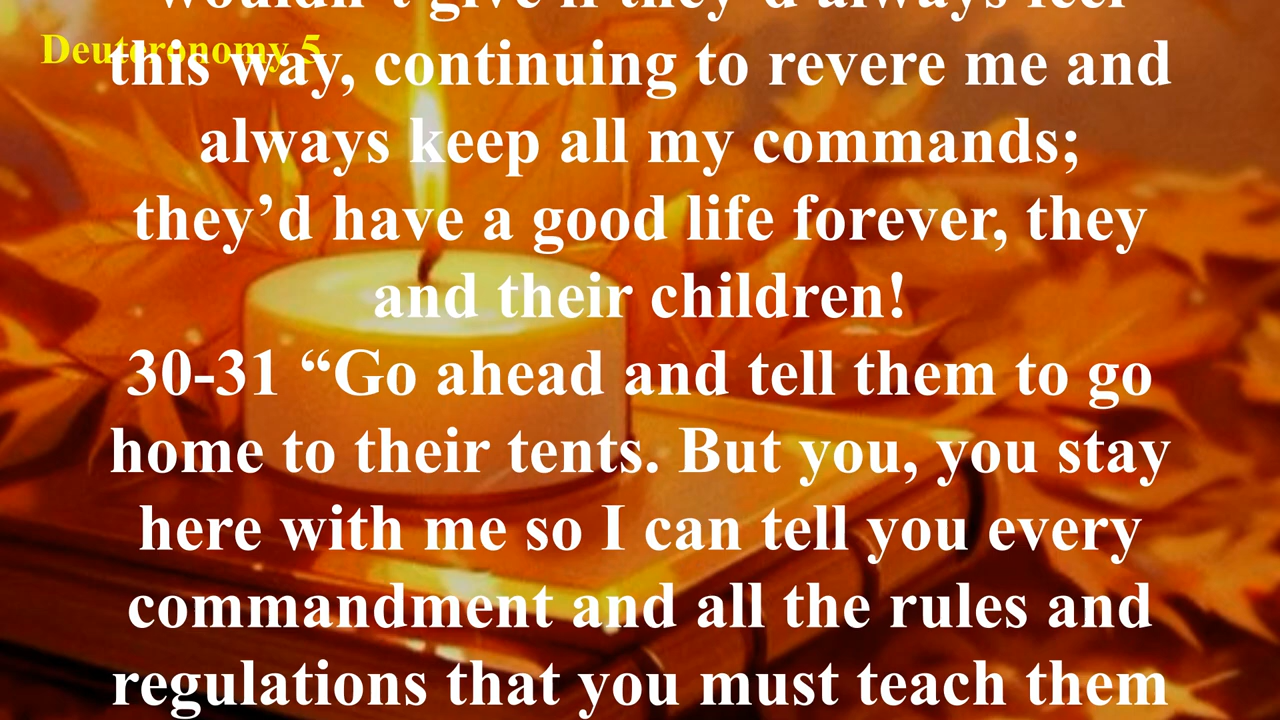 wouldn’t give if they’d always feel
Deuteronomy 5
this way, continuing to revere me and
always keep all my commands;
they’d have a good life forever, they
and their children!
30-31 “Go ahead and tell them to go
home to their tents. But you, you stay
here with me so I can tell you every
commandment and all the rules and
regulations that you must teach them